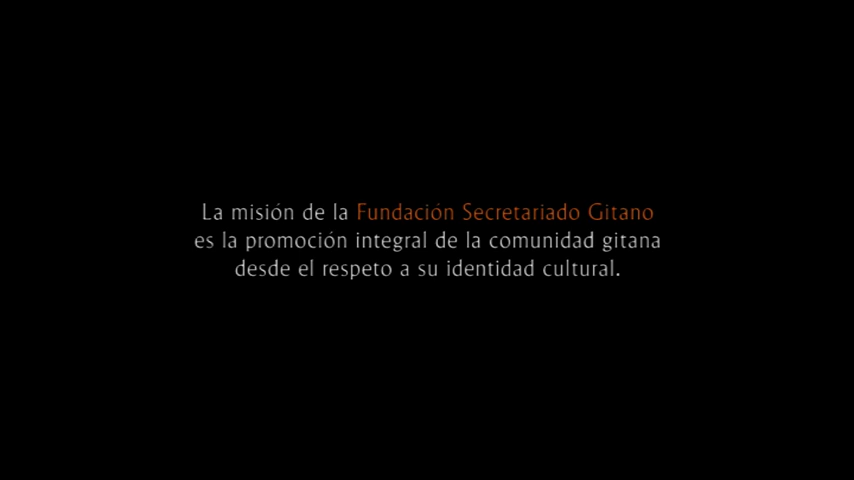 La misión de la Fundación Secretariado Gitano
es la promoción integral de la comunidad gitana
desde el respeto a su identidad cultural.